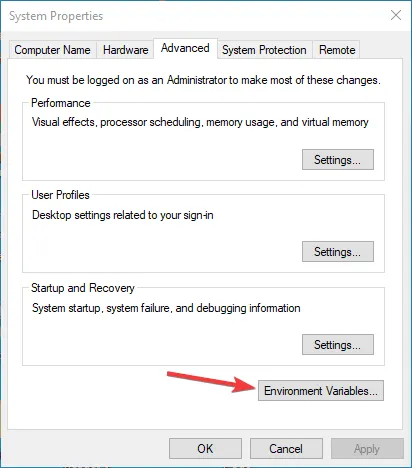 System Properties
Computer Name Hardware Advanced System Protection Remote
You must be logged on as an Administrator to make most of these changes.
Performance
Visual effects, processor scheduling, memory usage, and virtual memory
Settings...
User Profiles
Desktop settings related to your sign-in
Settings...
Startup and Recovery
System startup, system failure, and debugging information
Settings...
Environment Variables...
OK Cancel Apply